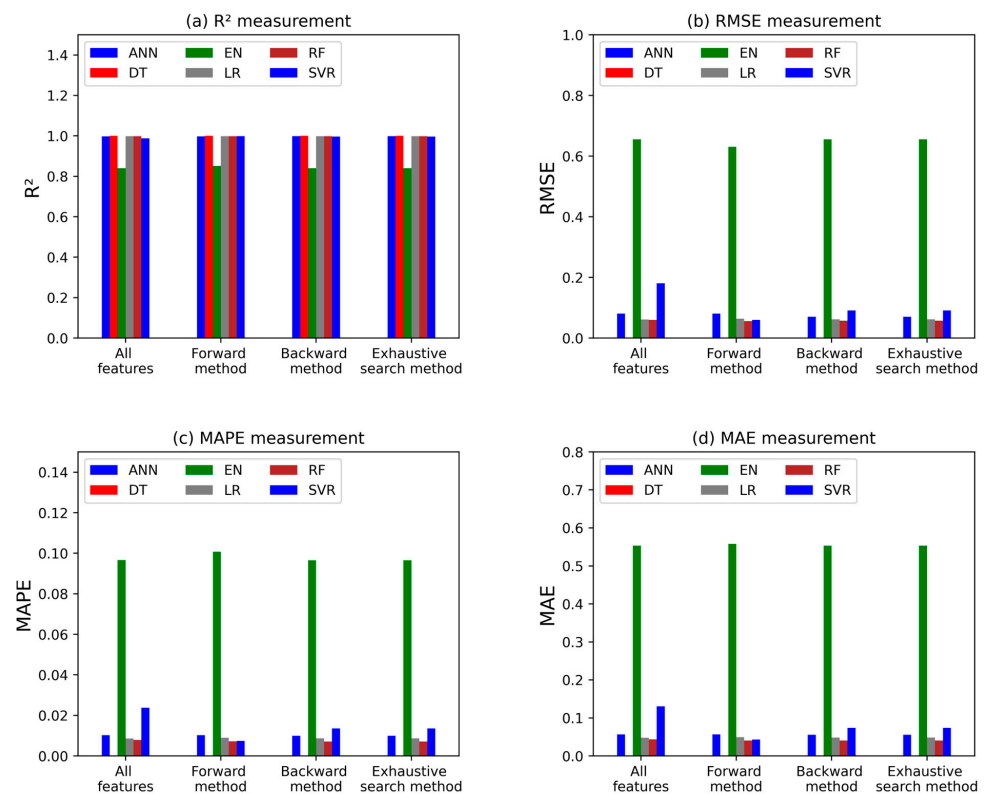 (a) R² measurement
ANN EN RF
DT LR SVR
1.4
1.2
1.0
0.8
0.6
0.4
0.2
0.0
R²
All features
Forward method
Backward method
Exhaustive search method
(b) RMSE measurement
ANN EN RF
DT LR SVR
1.0
0.8
0.6
0.4
0.2
0.0
RMSE
All features
Forward method
Backward method
Exhaustive search method
(c) MAPE measurement
ANN EN RF
DT LR SVR
0.14
0.12
0.10
0.08
0.06
0.04
0.02
0.00
MAPE
All features
Forward method
Backward method
Exhaustive search method
(d) MAE measurement
ANN EN RF
DT LR SVR
0.8
0.7
0.6
0.5
0.4
0.3
0.2
0.1
0.0
MAE
All features
Forward method
Backward method
Exhaustive search method